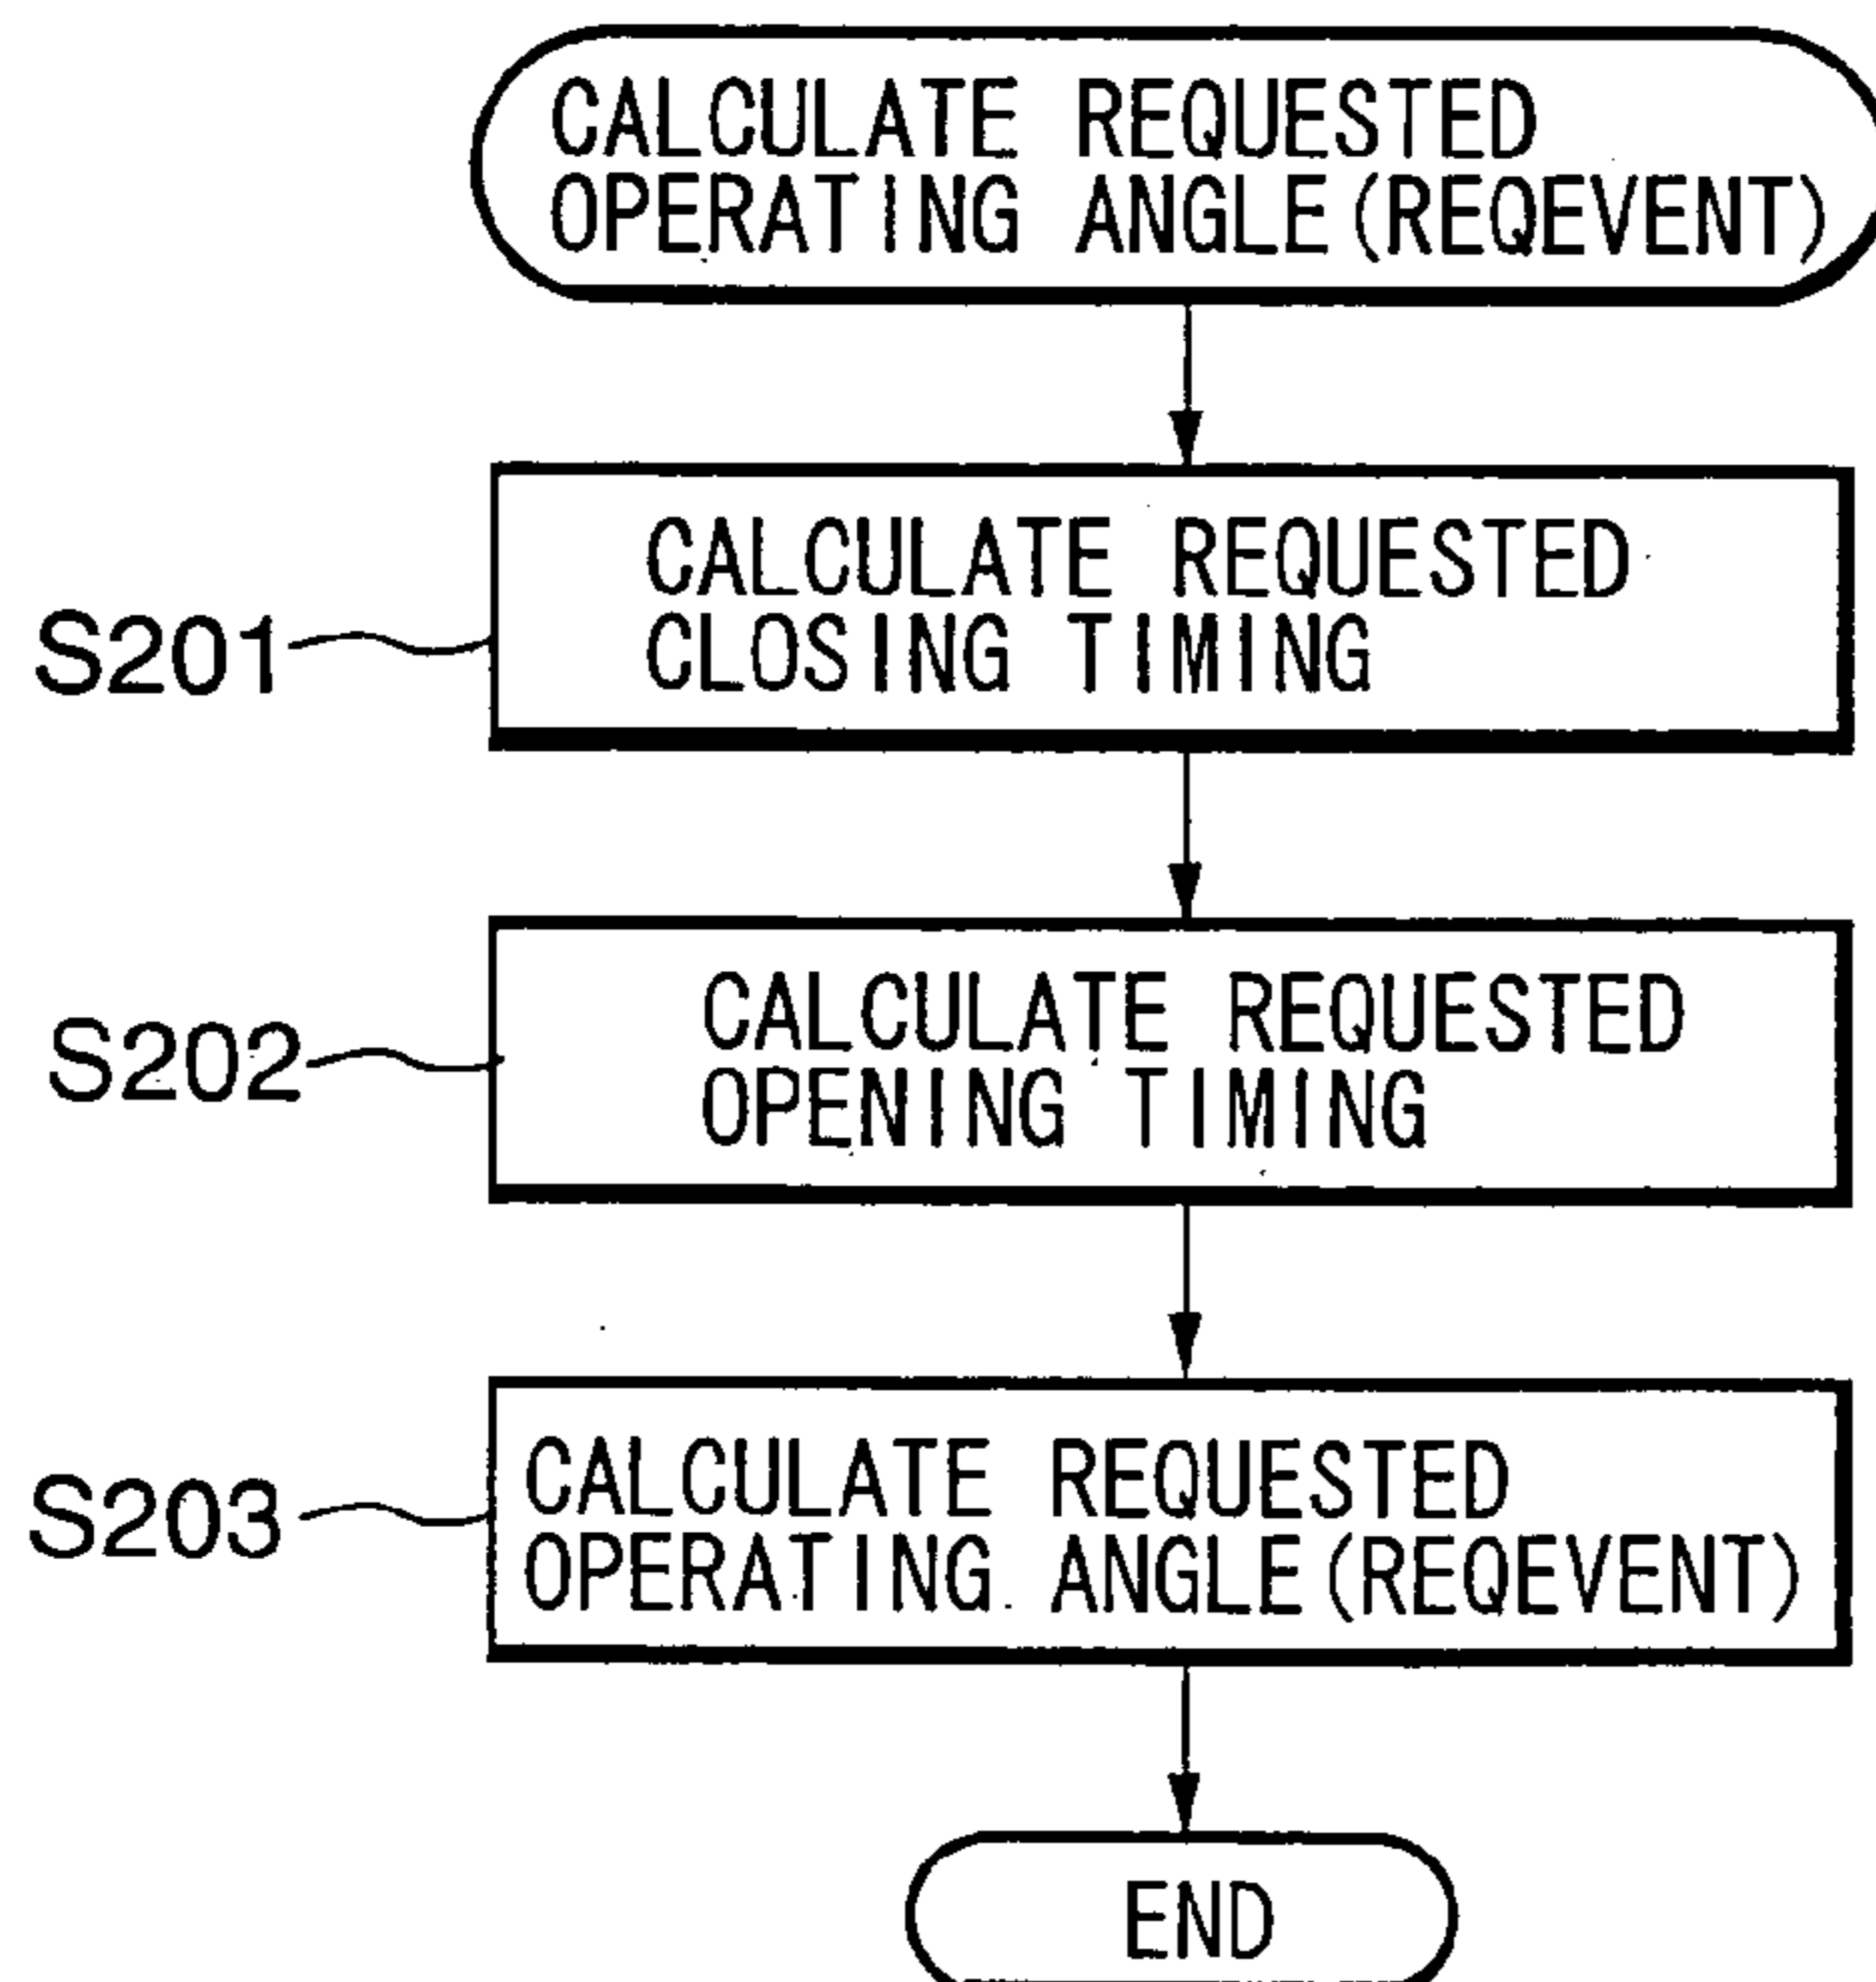 CALCULATE REQUESTED
OPERATING ANGLE(REQEVENT)
S201
CALCULATE REQUESTED
CLOSING TIMING
S202
CALCULATE REQUESTED
OPENING TIMING
S203
CALCULATE REQUESTED
OPERATING ANGLE(REQEVENT)
END